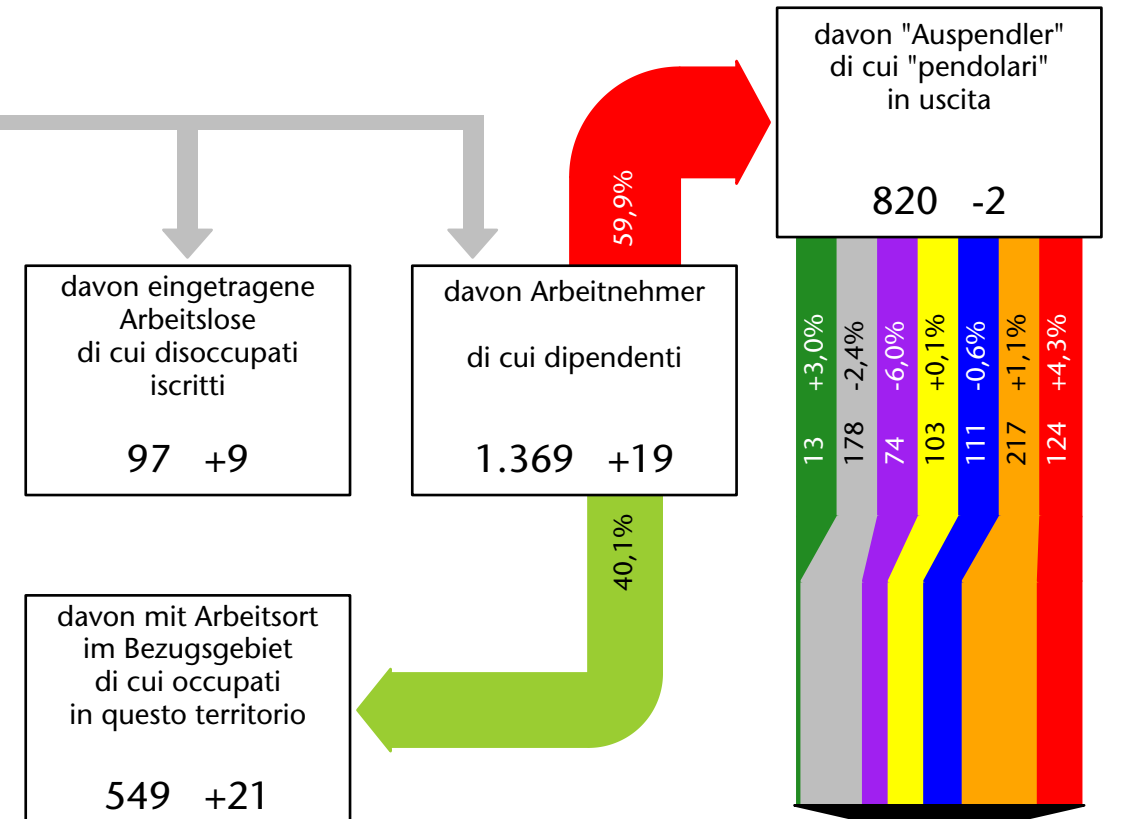 davon "Auspendler"
di cui "pendolari"
in uscita
820 -2
59,9%
davon eingetragene
Arbeitslose
di cui disoccupati
iscritti
97 +9
davon Arbeitnehmer
di cui dipendenti
1.369 +19
13 +3,0%
178 -2,4%
74 -6,0%
103 +0,1%
111 -0,6%
217 +1,1%
124 +4,3%
40,1%
davon mit Arbeitsort
im Bezugsgebiet
di cui occupati
in questo territorio
549 +21